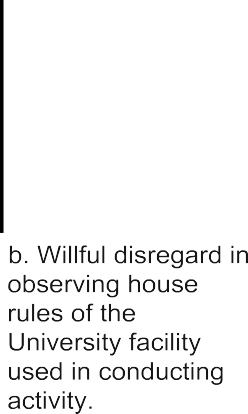 b. Willful disregard in
observing house
rules of the
University facility
used in conducting
activity.